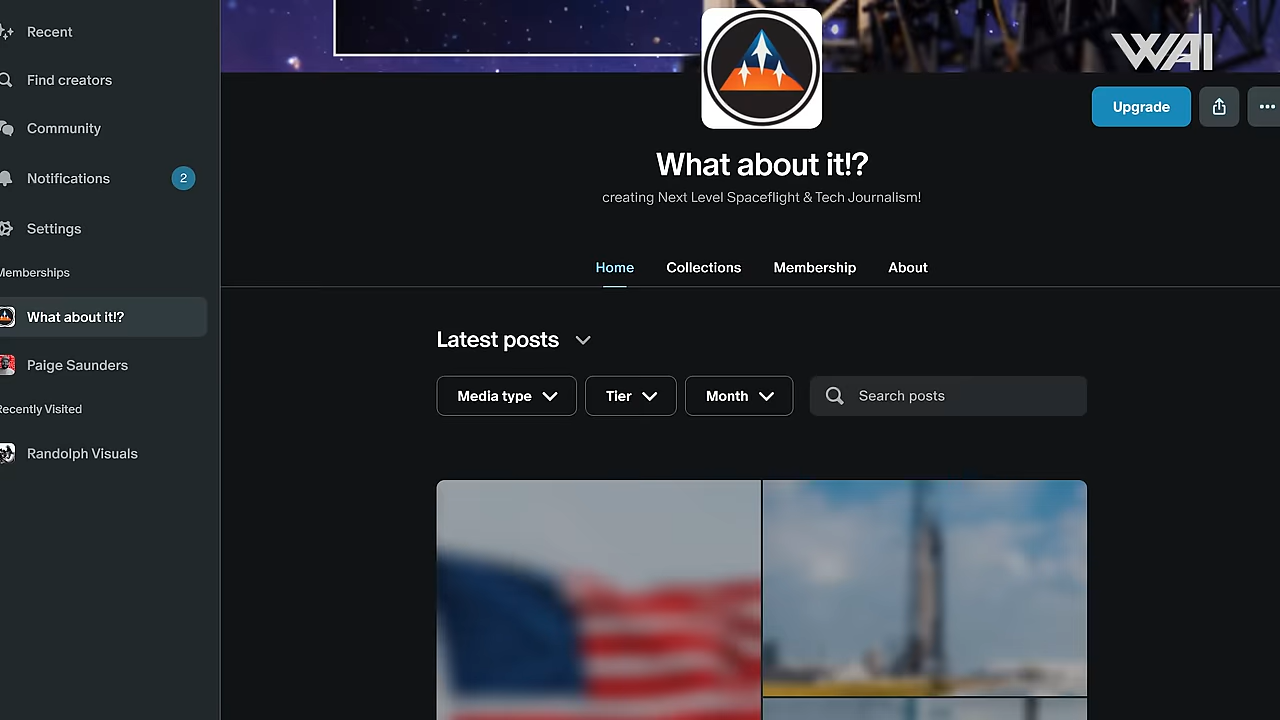 Recent
Find creators
Community
Notifications 2
Settings
Memberships
What about it!?
Paige Saunders
Recently Visited
Randolph Visuals
WAI
Upgrade
What about it!?
creating Next Level Spaceflight & Tech Journalism!
Home Collections Membership About
Latest posts
Media type Tier Month Search posts